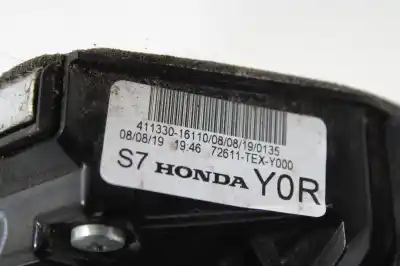 411330-16110/08/08/19/0135
08/08/19 19:46 72611-TEX-Y000
S7 HONDA Y0R